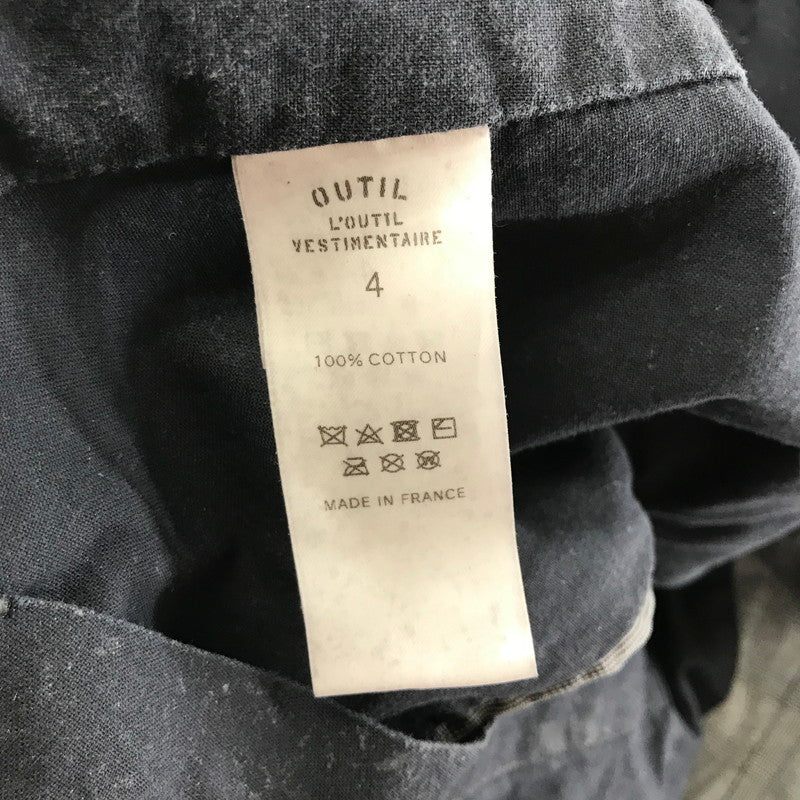 OUTIL
L'OUTIL
VESTIMENTAIRE
4
100% COTTON
MADE IN FRANCE